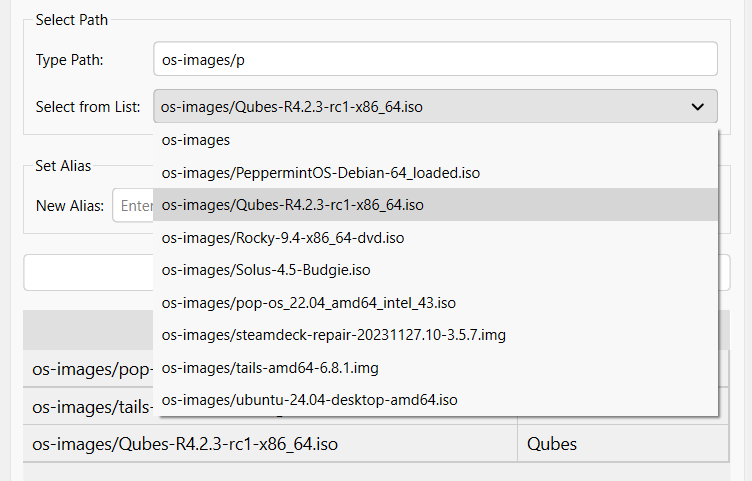 Select Path
Type Path: os-images/p
Select from List: os-images/Qubes-R4.2.3-rc1-x86_64.iso
os-images
Set Alias
os-images/PeppermintOS-Debian-64_loaded.iso
New Alias: Enter
os-images/Qubes-R4.2.3-rc1-x86_64.iso
os-images/Rocky-9.4-x86_64-dvd.iso
os-images/Solus-4.5-Budgie.iso
os-images/pop-os_22.04_amd64_intel_43.iso
os-images/steamdeck-repair-20231127.10-3.5.7.img
os-images/tails-amd64-6.8.1.img
os-images/ubuntu-24.04-desktop-amd64.iso
os-images/pop-
os-images/tails-
os-images/Qubes-R4.2.3-rc1-x86_64.iso Qubes